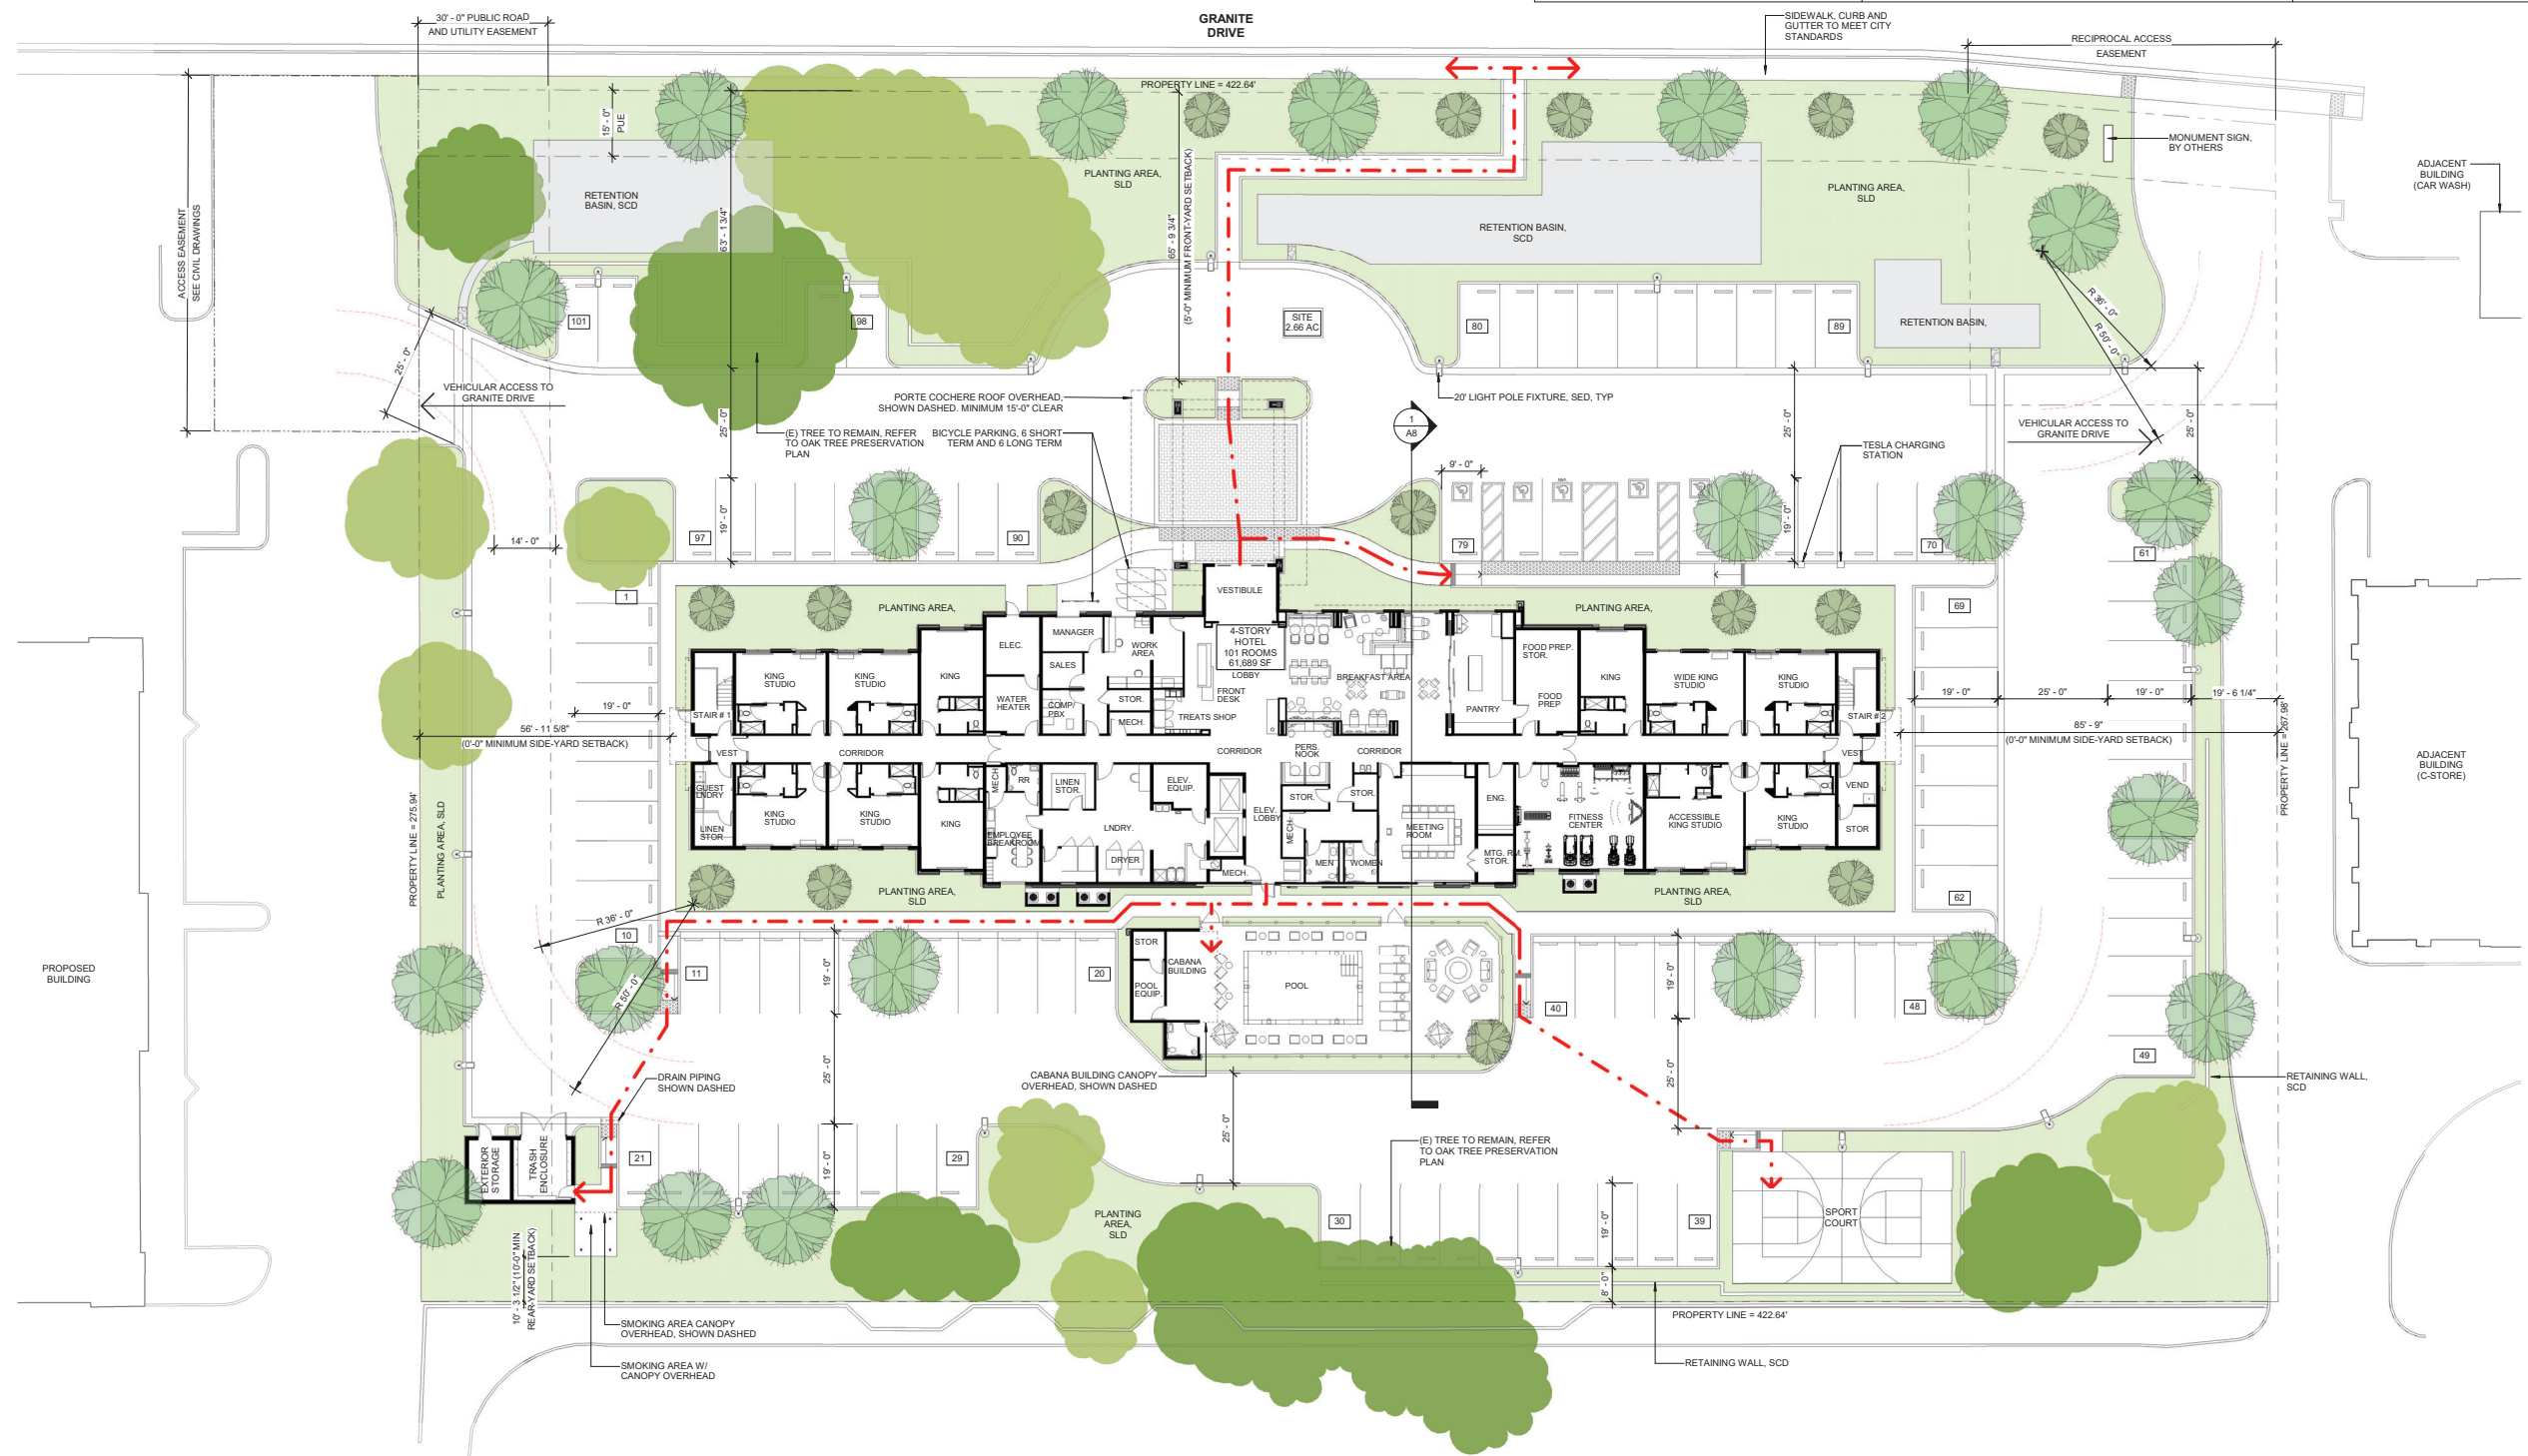 30' - 0" PUBLIC ROAD
AND UTILITY EASEMENT
GRANITE
DRIVE
SIDEWALK, CURB AND
GUTTER TO MEET CITY
STANDARDS
RECIPROCAL ACCESS
EASEMENT
PROPERTY LINE = 422.64'
15' - 0"
PUE
ACCESS EASEMENT
SEE CIVIL DRAWINGS
RETENTION
BASIN, SCD
63' - 1 3/4"
PLANTING AREA,
SLD
65' - 9 3/4"
(5'-0" MINIMUM FRONT-YARD SETBACK)
RETENTION BASIN,
SCD
PLANTING AREA,
SLD
MONUMENT SIGN,
BY OTHERS
ADJACENT
BUILDING
(CAR WASH)
101
98
SITE
2.66 AC
80
89
RETENTION BASIN,
R 36' - 0"
R 50' - 0"
25' - 0"
VEHICULAR ACCESS TO
GRANITE DRIVE
25' - 0"
PORTE COCHERE ROOF OVERHEAD,
SHOWN DASHED. MINIMUM 15'-0" CLEAR
20' LIGHT POLE FIXTURE, SED, TYP
1
A8
(E) TREE TO REMAIN, REFER
TO OAK TREE PRESERVATION
PLAN
BICYCLE PARKING, 6 SHORT
TERM AND 6 LONG TERM
25' - 0"
VEHICULAR ACCESS TO
GRANITE DRIVE
25' - 0"
TESLA CHARGING
STATION
9' - 0"
14' - 0"
97
19' - 0"
90
79
19' - 0"
70
61
1
PLANTING AREA,
VESTIBULE
PLANTING AREA,
69
4-STORY
HOTEL
101 ROOMS
61,689 SF
ELEC.
MANAGER
SALES
WORK
AREA
LOBBY
FRONT
DESK
BREAKFAST AREA
FOOD PREP.
STOR.
KING
STUDIO
KING
STUDIO
KING
WATER
HEATER
COMP/
PBX
STOR.
MECH.
TREATS SHOP
PANTRY
FOOD
PREP
KING
WIDE KING
STUDIO
KING
STUDIO
STAIR # 1
STAIR # 2
19' - 0"
56' - 11 5/8"
(0'-0" MINIMUM SIDE-YARD SETBACK)
VEST
CORRIDOR
CORRIDOR
PERS.
NOOK
CORRIDOR
VEST
19' - 0"
25' - 0"
19' - 0"
19' - 6 1/4"
85' - 9"
(0'-0" MINIMUM SIDE-YARD SETBACK)
PROPERTY LINE = 267.98'
ADJACENT
BUILDING
(C-STORE)
PROPERTY LINE = 275.94'
PLANTING AREA, SLD
GUEST
LNDRY
LINEN
STOR
KING
STUDIO
KING
STUDIO
KING
MECH
RR
EMPLOYEE
BREAKROOM
LINEN
STOR.
LNDRY.
DRYER
ELEV.
EQUIP.
MECH.
ELEV.
LOBBY
STOR.
MECH.
STOR.
MEN
WOMEN
MEETING
ROOM
ENG.
MTG. RM.
STOR.
FITNESS
CENTER
ACCESSIBLE
KING STUDIO
KING
STUDIO
VEND
STOR
PLANTING AREA,
SLD
PLANTING AREA,
SLD
62
R 36' - 0"
10
R 50' - 0"
11
19' - 0"
20
STOR
POOL
EQUIP.
CABANA
BUILDING
POOL
40
19' - 0"
48
49
PROPOSED
BUILDING
DRAIN PIPING
SHOWN DASHED
25' - 0"
CABANA BUILDING CANOPY
OVERHEAD, SHOWN DASHED
25' - 0"
25' - 0"
RETAINING WALL,
SCD
EXTERIOR
STORAGE
TRASH
ENCLOSURE
21
19' - 0"
29
(E) TREE TO REMAIN, REFER
TO OAK TREE PRESERVATION
PLAN
PLANTING
AREA,
SLD
30
39
19' - 0"
SPORT
COURT
10' - 3 1/2" (10'-0" MIN
REAR-YARD SETBACK)
8' - 0"
PROPERTY LINE = 422.64'
SMOKING AREA CANOPY
OVERHEAD, SHOWN DASHED
SMOKING AREA W/
CANOPY OVERHEAD
RETAINING WALL, SCD